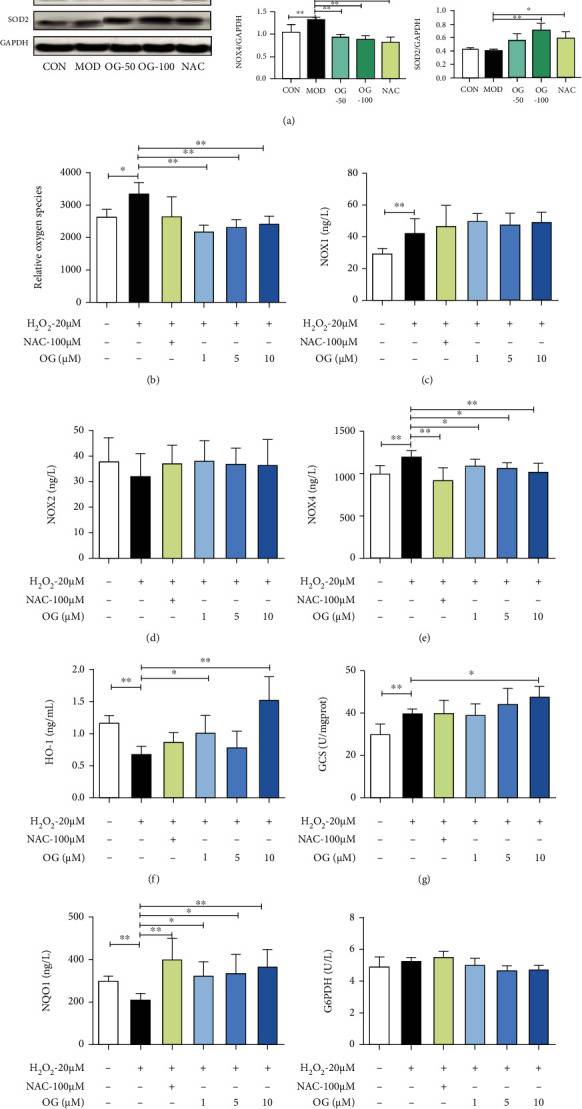 SOD2
GAPDH
CON MOD OG-50 OG-100 NAC
NOX4/GAPDH
1.5
1.0
0.5
0.0
**
**
**
CON MOD OG-50 OG-100 NAC
SOD2/GAPDH
1.0
0.8
0.6
0.4
0.2
0.0
*
**
CON MOD OG-50 OG-100 NAC
(a)
Relative oxygen species
4000
3000
2000
1000
0
*
**
**
**
H2O2-20μM – + + + + +
NAC-100μM – – + – – –
OG (μM) – – – 1 5 10
(b)
NOX1 (ng/L)
80
60
40
20
0
**
H2O2-20μM – + + + + +
NAC-100μM – – + – – –
OG (μM) – – – 1 5 10
(c)
NOX2 (ng/L)
50
40
30
20
10
0
H2O2-20μM – + + + + +
NAC-100μM – – + – – –
OG (μM) – – – 1 5 10
(d)
NOX4 (ng/L)
1500
1000
500
0
**
**
*
*
**
H2O2-20μM – + + + + +
NAC-100μM – – + – – –
OG (μM) – – – 1 5 10
(e)
HO-1 (ng/mL)
2.0
1.5
1.0
0.5
0.0
**
*
**
H2O2-20μM – + + + + +
NAC-100μM – – + – – –
OG (μM) – – – 1 5 10
(f)
GCS (U/mgprot)
60
40
20
0
**
*
H2O2-20μM – + + + + +
NAC-100μM – – + – – –
OG (μM) – – – 1 5 10
(g)
NQO1 (ng/L)
500
400
200
0
**
**
*
*
**
H2O2-20μM – + + + + +
NAC-100μM – – + – – –
OG (μM) – – – 1 5 10
G6PDH (U/L)
8
6
4
2
0
H2O2-20μM – + + + + +
NAC-100μM – – + – – –
OG (μM) – – – 1 5 10